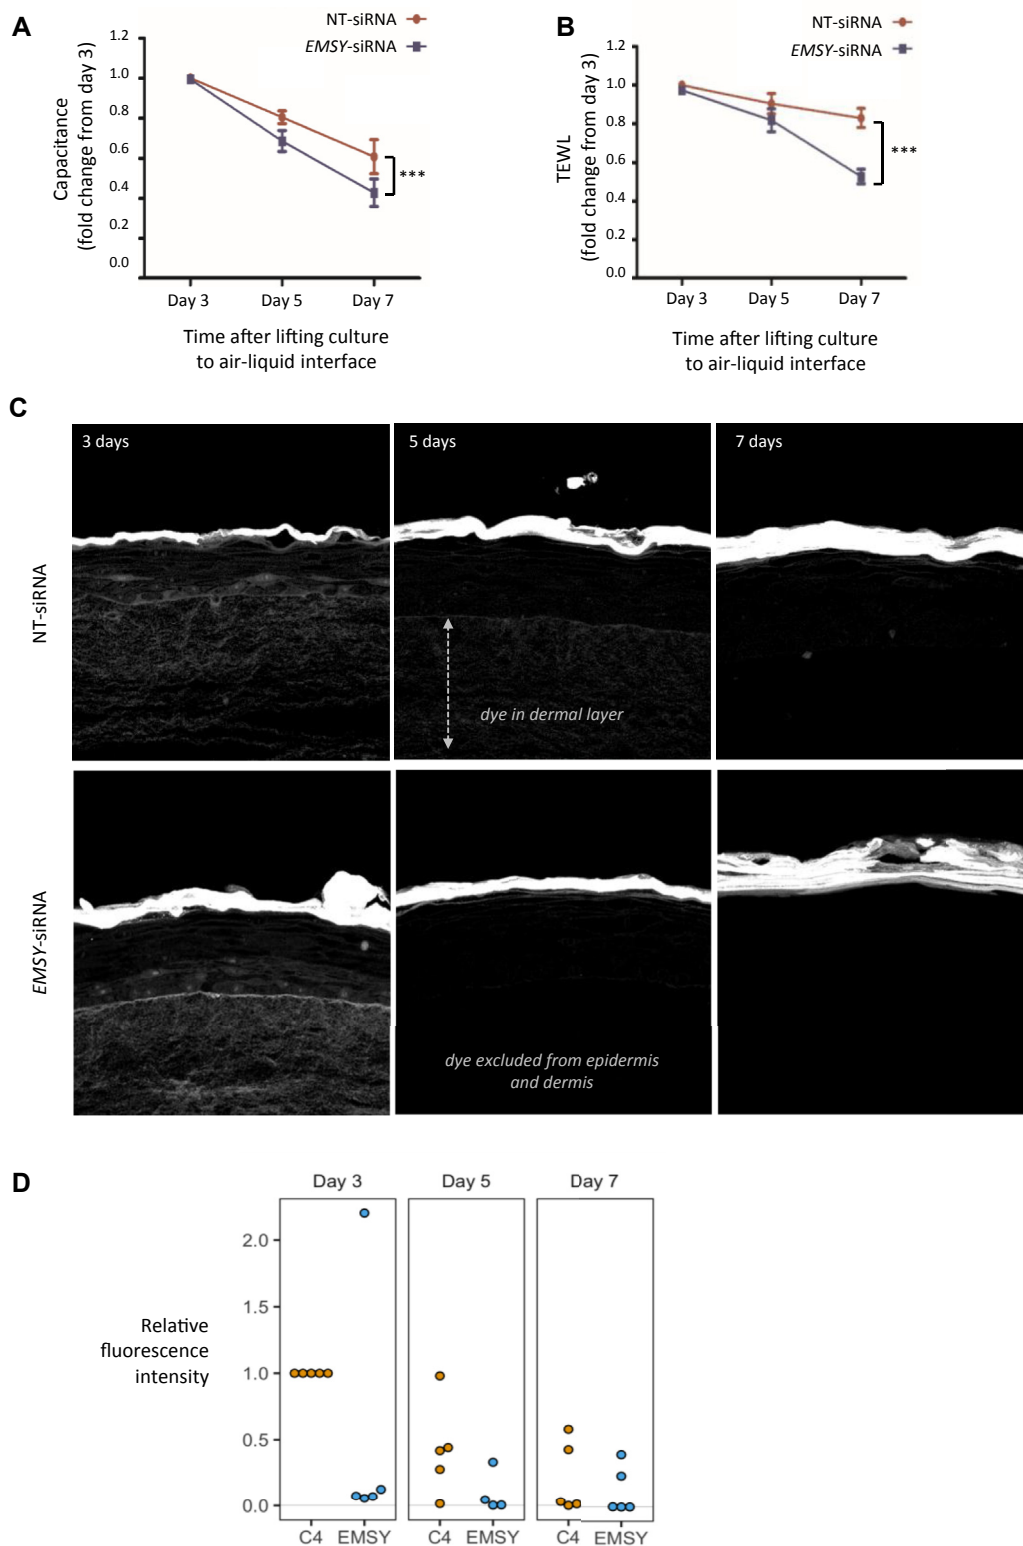 A
NT-siRNA
EMSY-siRNA
Capacitance
(fold change from day 3)
1.2
1.0
0.8
0.6
0.4
0.2
0.0
***
Day 3
Day 5
Day 7
Time after lifting culture
to air-liquid interface
B
NT-siRNA
EMSY-siRNA
TEWL
(fold change from day 3)
1.2
1.0
0.8
0.6
0.4
0.2
0.0
***
Day 3
Day 5
Day 7
Time after lifting culture
to air-liquid interface
C
3 days
5 days
7 days
NT-siRNA
dye in dermal layer
EMSY-siRNA
dye excluded from epidermis
and dermis
D
Day 3
Day 5
Day 7
Relative
fluorescence
intensity
2.0
1.5
1.0
0.5
0.0
C4
EMSY
C4
EMSY
C4
EMSY